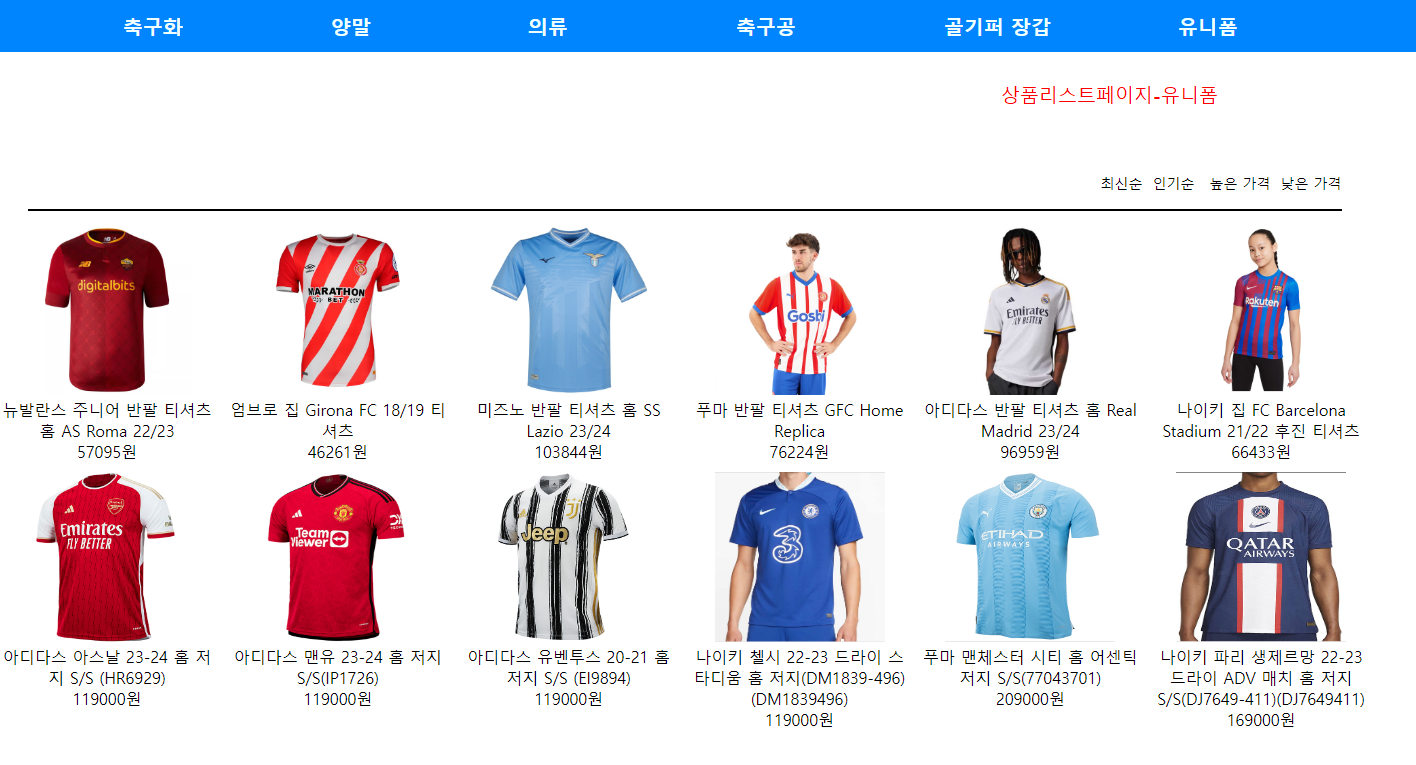 축구화 양말 의류 축구공 골기퍼 장갑 유니폼
상품리스트페이지-유니폼
최신순 인기순 높은 가격 낮은 가격
digitalbits
MARATHON
BET
Gosbi
Emirates
FLY BETTER
Rakuten
뉴발란스 주니어 반팔 티셔츠
홈 AS Roma 22/23
57095원
엄브로 집 Girona FC 18/19 티
셔츠
46261원
미즈노 반팔 티셔츠 홈 SS
Lazio 23/24
103844원
푸마 반팔 티셔츠 GFC Home
Replica
76224원
아디다스 반팔 티셔츠 홈 Real
Madrid 23/24
96959원
나이키 집 FC Barcelona
Stadium 21/22 후진 티셔츠
66433원
Emirates
FLY BETTER
Team
Viewer
Jeep
3
ETIHAD
AIRWAYS
QATAR
AIRWAYS
아디다스 아스날 23-24 홈 저
지 S/S (HR6929)
119000원
아디다스 맨유 23-24 홈 저지
S/S(IP1726)
119000원
아디다스 유벤투스 20-21 홈
저지 S/S (EI9894)
119000원
나이키 첼시 22-23 드라이 스
타디움 홈 저지(DM1839-496)
(DM1839496)
119000원
푸마 맨체스터 시티 홈 어센틱
저지 S/S(77043701)
209000원
나이키 파리 생제르망 22-23
드라이 ADV 매치 홈 저지
S/S(DJ7649-411)(DJ7649411)
169000원